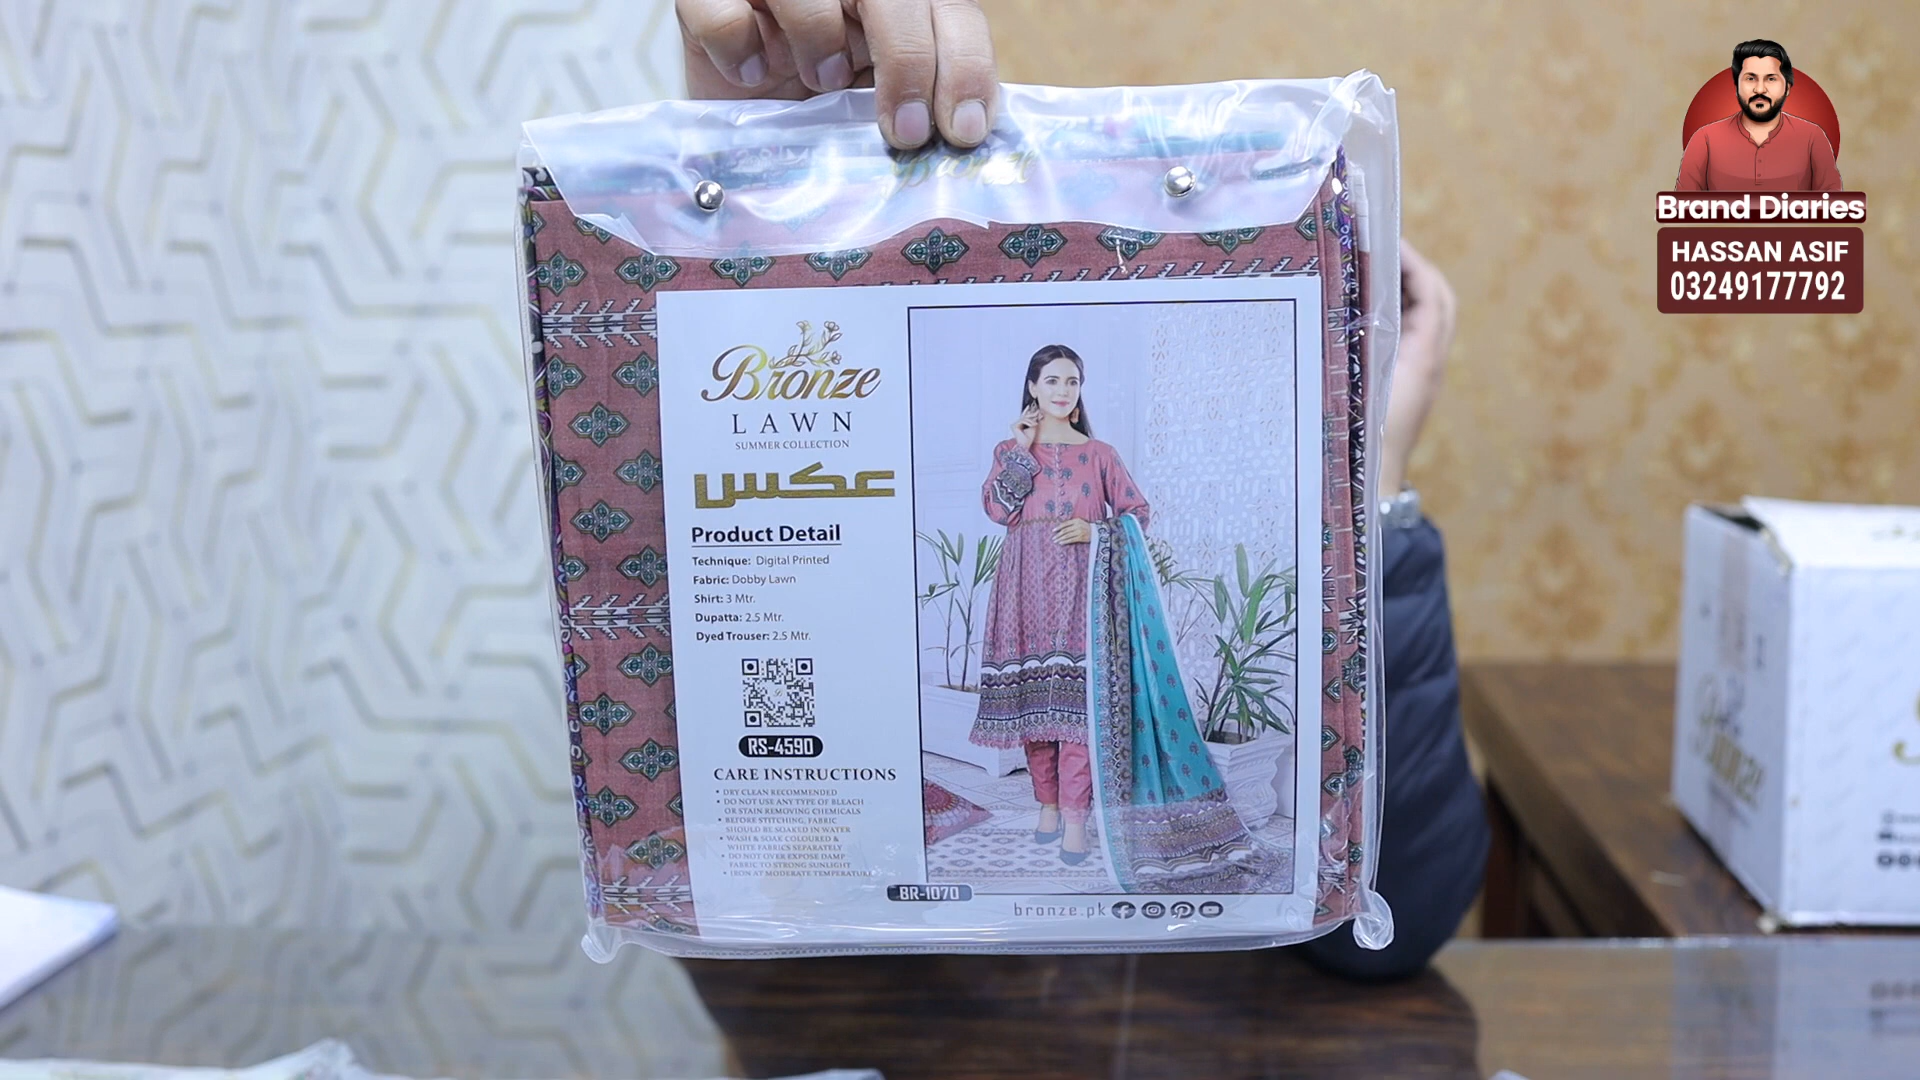 Bronze
Bronze
LAWN
SUMMER COLLECTION
عکس
Product Detail
Technique: Digital Printed
Fabric: Dobby Lawn
Shirt: 3 Mtr.
Dupatta: 2.5 Mtr.
Dyed Trouser: 2.5 Mtr.
RS-4590
CARE INSTRUCTIONS
• DRY CLEAN RECOMMENDED
• DO NOT USE ANY TYPE OF BLEACH
OR STAIN REMOVING CHEMICALS
• BEFORE STITCHING, FABRIC
SHOULD BE SOAKED IN WATER
• WASH & SOAK COLOURED &
WHITE FABRICS SEPARATELY
• DO NOT OVER EXPOSE DAMP
FABRIC TO STRONG SUNLIGHT
• IRON AT MODERATE TEMPERATURE
BR-1070
bronze.pk
Brand Diaries
HASSAN ASIF
03249177792
Bronze